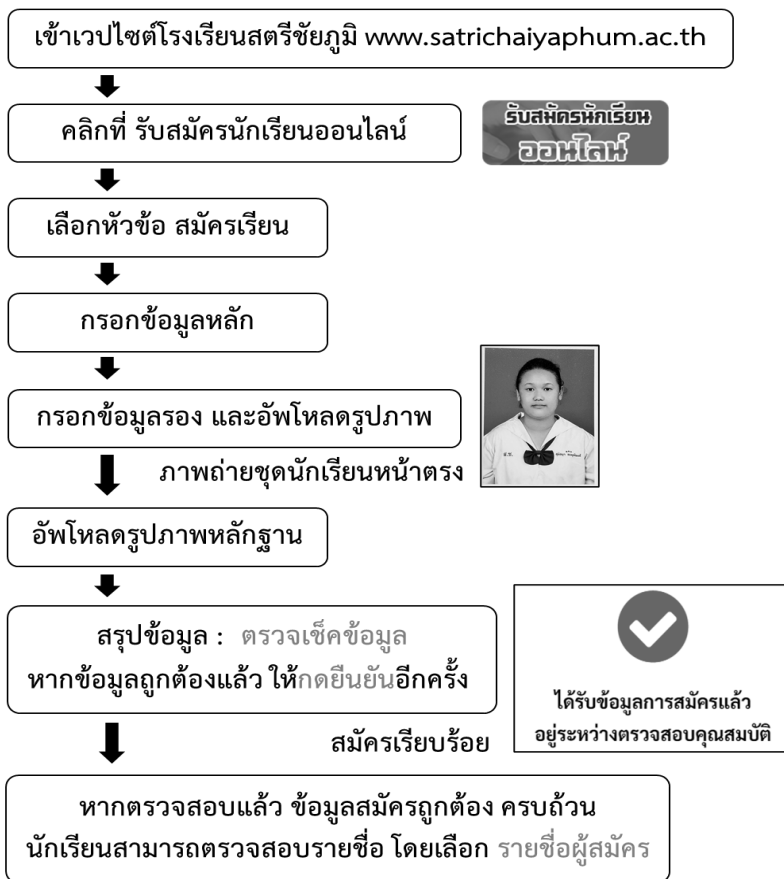 เข้าเวปไซต์โรงเรียนสตรีชัยภูมิ www.satrichaiyaphum.ac.th
คลิกที่ รับสมัครนักเรียนออนไลน์
รับสมัครนักเรียน
ออนไลน์
เลือกหัวข้อ สมัครเรียน
กรอกข้อมูลหลัก
กรอกข้อมูลรอง และอัพโหลดรูปภาพ
ภาพถ่ายชุดนักเรียนหน้าตรง
อัพโหลดรูปภาพหลักฐาน
สรุปข้อมูล : ตรวจเช็คข้อมูล
หากข้อมูลถูกต้องแล้ว ให้กดยืนยันอีกครั้ง
ได้รับข้อมูลการสมัครแล้ว
อยู่ระหว่างตรวจสอบคุณสมบัติ
สมัครเรียบร้อย
หากตรวจสอบแล้ว ข้อมูลสมัครถูกต้อง ครบถ้วน
นักเรียนสามารถตรวจสอบรายชื่อ โดยเลือก รายชื่อผู้สมัคร